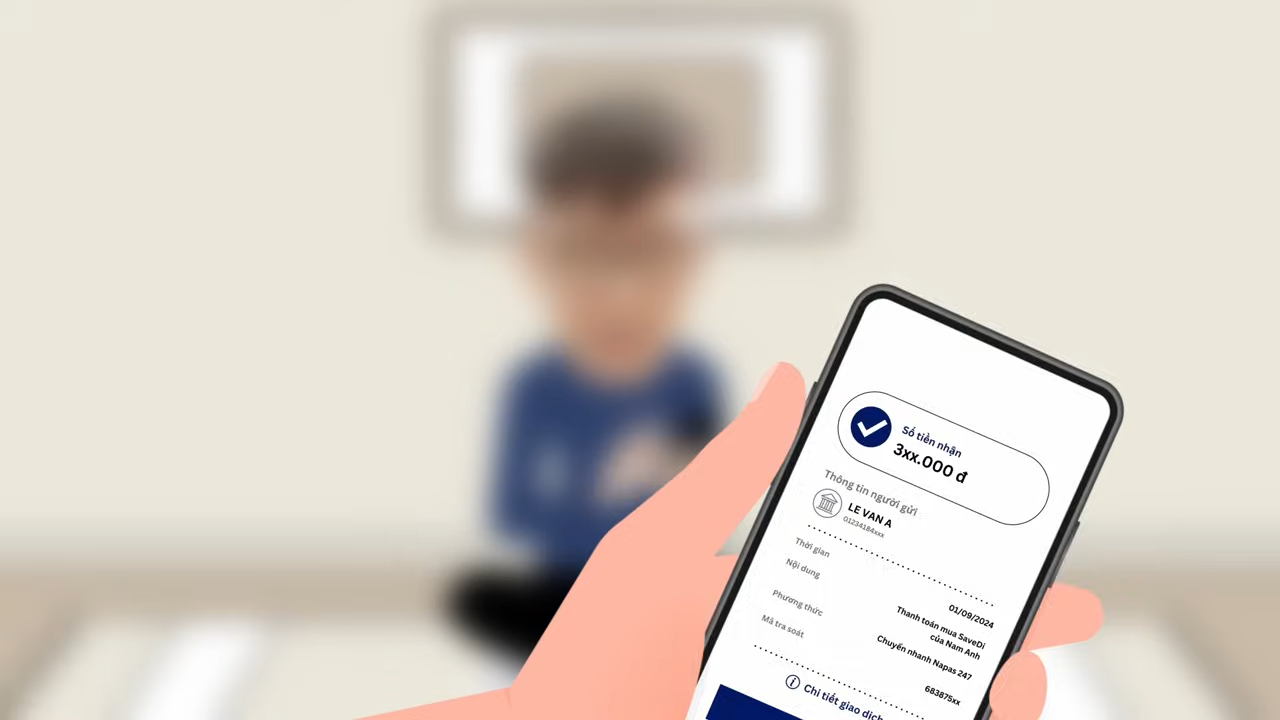 Số tiền nhận
3xx.000 đ
Thông tin người gửi
LE VAN A
01234184xxx
Thời gian
01/09/2024
Nội dung
Thanh toán mua SaveDi
của Nam Anh
Phương thức
Chuyển nhanh Napas 247
Mã tra soát
683875xx
Chi tiết giao dịch